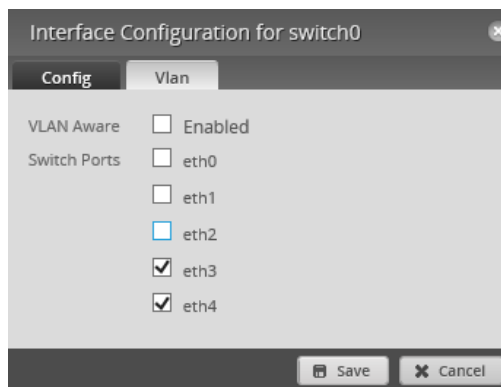 Interface Configuration for switch0
Config Vlan
VLAN Aware Enabled
Switch Ports eth0
eth1
eth2
eth3
eth4
Save Cancel